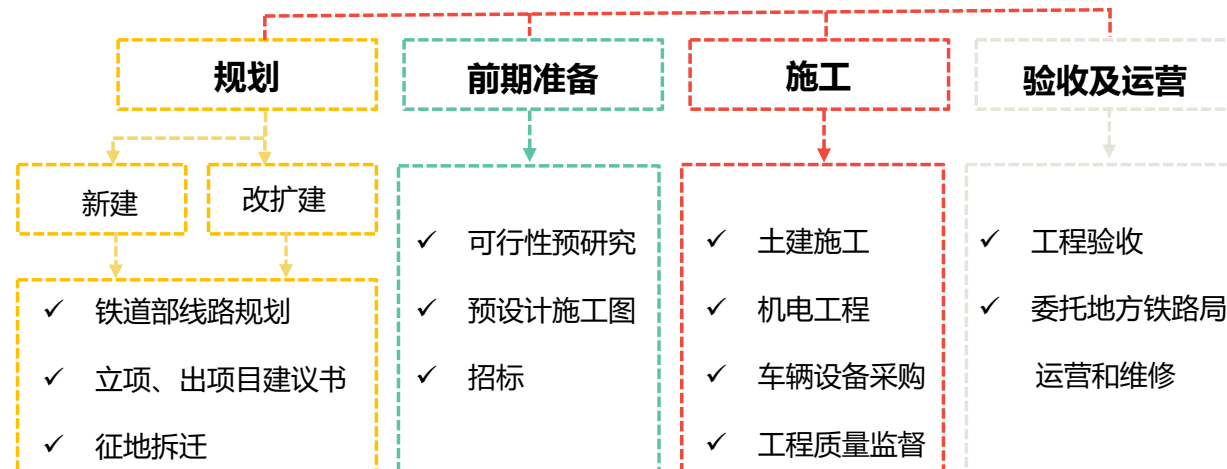 规划
前期准备
施工
验收及运营
新建
改扩建
✓ 铁道部线路规划
✓ 立项、出项目建议书
✓ 征地拆迁
✓ 可行性预研究
✓ 预设计施工图
✓ 招标
✓ 土建施工
✓ 机电工程
✓ 车辆设备采购
✓ 工程质量监督
✓ 工程验收
✓ 委托地方铁路局
运营和维修